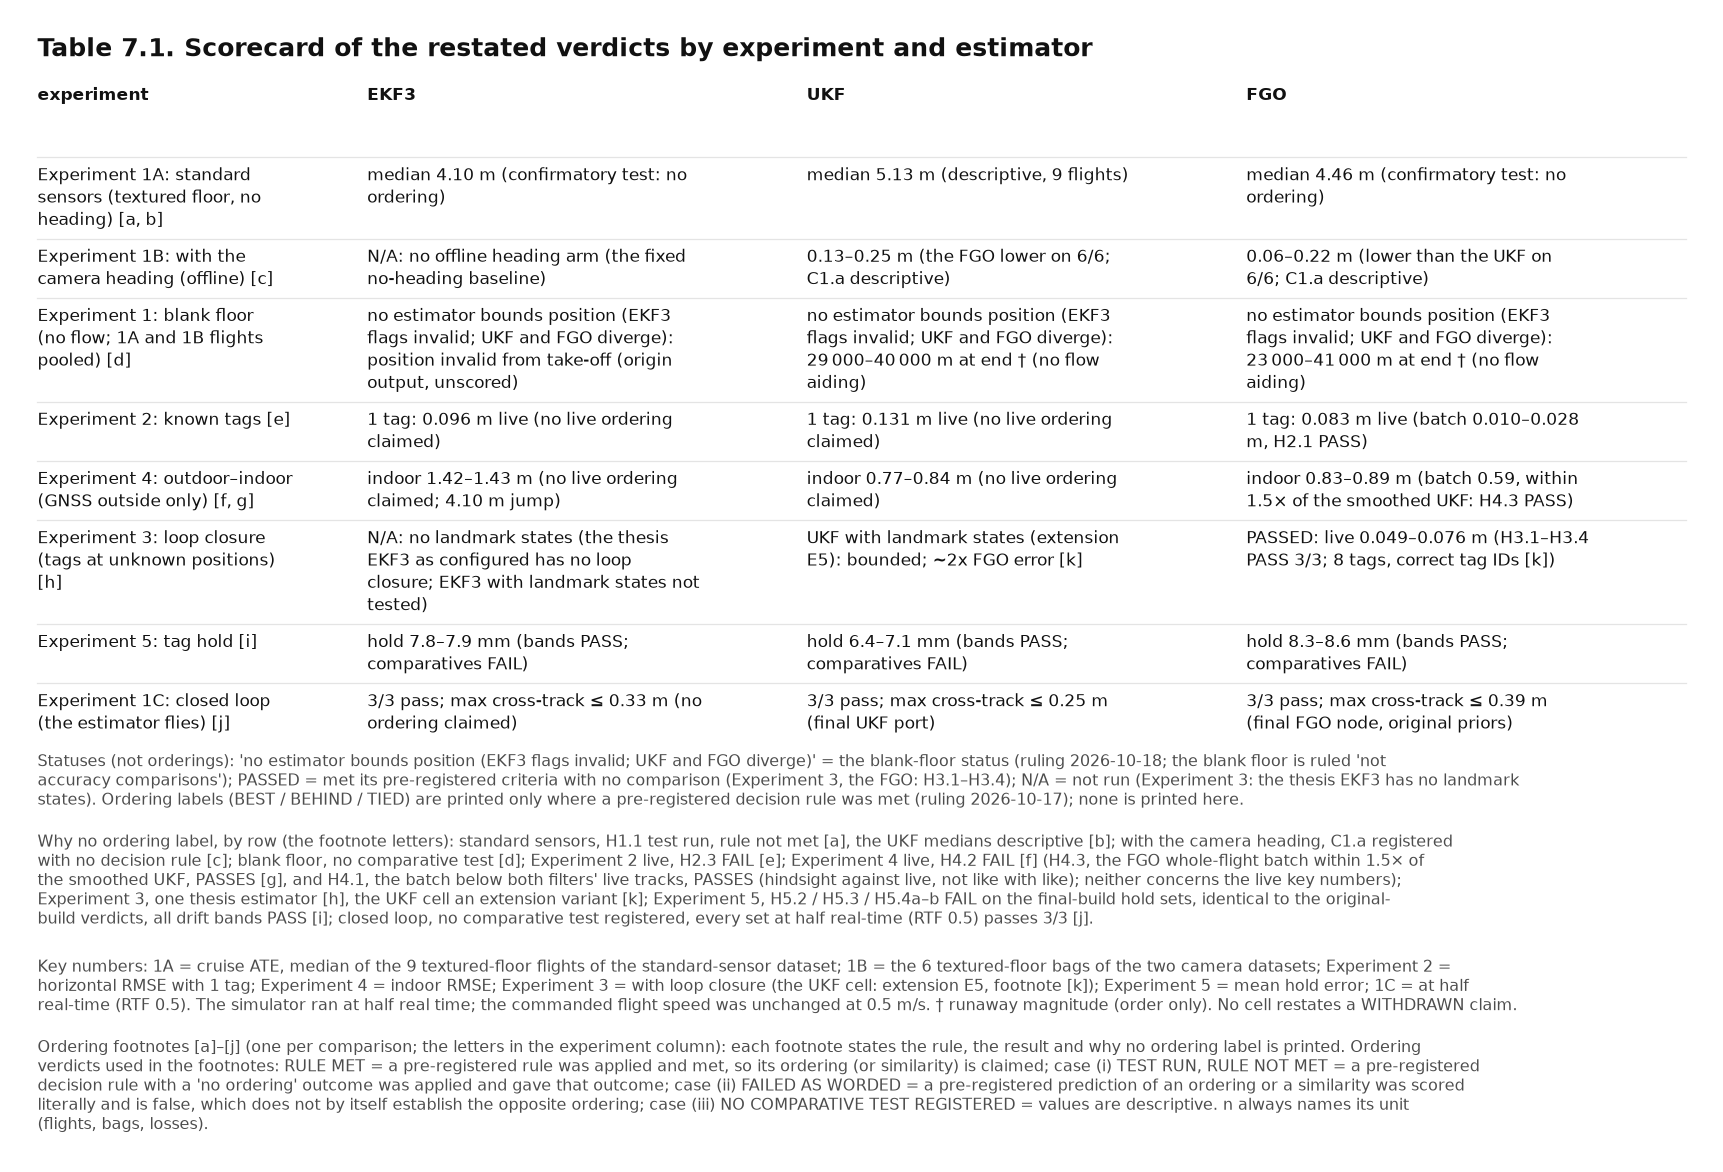 Table 7.1. Scorecard of the restated verdicts by experiment and estimator
experiment
EKF3
UKF
FGO
Experiment 1A: standard
sensors (textured floor, no
heading) [a, b]
median 4.10 m (confirmatory test: no
ordering)
median 5.13 m (descriptive, 9 flights)
median 4.46 m (confirmatory test: no
ordering)
Experiment 1B: with the
camera heading (offline) [c]
N/A: no offline heading arm (the fixed
no-heading baseline)
0.13–0.25 m (the FGO lower on 6/6;
C1.a descriptive)
0.06–0.22 m (lower than the UKF on
6/6; C1.a descriptive)
Experiment 1: blank floor
(no flow; 1A and 1B flights
pooled) [d]
no estimator bounds position (EKF3
flags invalid; UKF and FGO diverge):
position invalid from take-off (origin
output, unscored)
no estimator bounds position (EKF3
flags invalid; UKF and FGO diverge):
29 000–40 000 m at end † (no flow
aiding)
no estimator bounds position (EKF3
flags invalid; UKF and FGO diverge):
23 000–41 000 m at end † (no flow
aiding)
Experiment 2: known tags [e]
1 tag: 0.096 m live (no live ordering
claimed)
1 tag: 0.131 m live (no live ordering
claimed)
1 tag: 0.083 m live (batch 0.010–0.028
m, H2.1 PASS)
Experiment 4: outdoor–indoor
(GNSS outside only) [f, g]
indoor 1.42–1.43 m (no live ordering
claimed; 4.10 m jump)
indoor 0.77–0.84 m (no live ordering
claimed)
indoor 0.83–0.89 m (batch 0.59, within
1.5× of the smoothed UKF: H4.3 PASS)
Experiment 3: loop closure
(tags at unknown positions)
[h]
N/A: no landmark states (the thesis
EKF3 as configured has no loop
closure; EKF3 with landmark states not
tested)
UKF with landmark states (extension
E5): bounded; ~2x FGO error [k]
PASSED: live 0.049–0.076 m (H3.1–H3.4
PASS 3/3; 8 tags, correct tag IDs [k])
Experiment 5: tag hold [i]
hold 7.8–7.9 mm (bands PASS;
comparatives FAIL)
hold 6.4–7.1 mm (bands PASS;
comparatives FAIL)
hold 8.3–8.6 mm (bands PASS;
comparatives FAIL)
Experiment 1C: closed loop
(the estimator flies) [j]
3/3 pass; max cross-track ≤ 0.33 m (no
ordering claimed)
3/3 pass; max cross-track ≤ 0.25 m
(final UKF port)
3/3 pass; max cross-track ≤ 0.39 m
(final FGO node, original priors)
Statuses (not orderings): 'no estimator bounds position (EKF3 flags invalid; UKF and FGO diverge)' = the blank-floor status (ruling 2026-10-18; the blank floor is ruled 'not
accuracy comparisons'); PASSED = met its pre-registered criteria with no comparison (Experiment 3, the FGO: H3.1–H3.4); N/A = not run (Experiment 3: the thesis EKF3 has no landmark
states). Ordering labels (BEST / BEHIND / TIED) are printed only where a pre-registered decision rule was met (ruling 2026-10-17); none is printed here.
Why no ordering label, by row (the footnote letters): standard sensors, H1.1 test run, rule not met [a], the UKF medians descriptive [b]; with the camera heading, C1.a registered
with no decision rule [c]; blank floor, no comparative test [d]; Experiment 2 live, H2.3 FAIL [e]; Experiment 4 live, H4.2 FAIL [f] (H4.3, the FGO whole-flight batch within 1.5× of
the smoothed UKF, PASSES [g], and H4.1, the batch below both filters' live tracks, PASSES (hindsight against live, not like with like); neither concerns the live key numbers);
Experiment 3, one thesis estimator [h], the UKF cell an extension variant [k]; Experiment 5, H5.2 / H5.3 / H5.4a–b FAIL on the final-build hold sets, identical to the original-
build verdicts, all drift bands PASS [i]; closed loop, no comparative test registered, every set at half real-time (RTF 0.5) passes 3/3 [j].
Key numbers: 1A = cruise ATE, median of the 9 textured-floor flights of the standard-sensor dataset; 1B = the 6 textured-floor bags of the two camera datasets; Experiment 2 =
horizontal RMSE with 1 tag; Experiment 4 = indoor RMSE; Experiment 3 = with loop closure (the UKF cell: extension E5, footnote [k]); Experiment 5 = mean hold error; 1C = at half
real-time (RTF 0.5). The simulator ran at half real time; the commanded flight speed was unchanged at 0.5 m/s. † runaway magnitude (order only). No cell restates a WITHDRAWN claim.
Ordering footnotes [a]–[j] (one per comparison; the letters in the experiment column): each footnote states the rule, the result and why no ordering label is printed. Ordering
verdicts used in the footnotes: RULE MET = a pre-registered rule was applied and met, so its ordering (or similarity) is claimed; case (i) TEST RUN, RULE NOT MET = a pre-registered
decision rule with a 'no ordering' outcome was applied and gave that outcome; case (ii) FAILED AS WORDED = a pre-registered prediction of an ordering or a similarity was scored
literally and is false, which does not by itself establish the opposite ordering; case (iii) NO COMPARATIVE TEST REGISTERED = values are descriptive. n always names its unit
(flights, bags, losses).